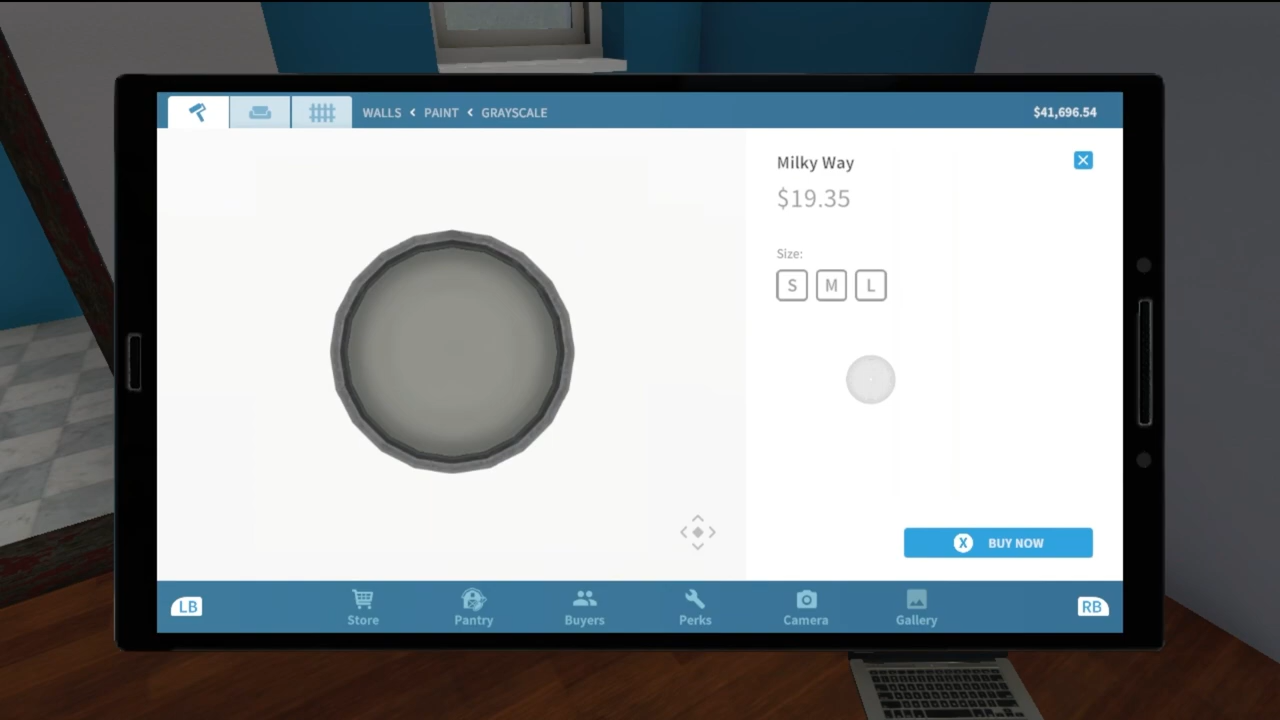 WALLS < PAINT < GRAYSCALE
$41,696.54
Milky Way
$19.35
Size:
S M L
X BUY NOW
LB
Store
Pantry
Buyers
Perks
Camera
Gallery
RB